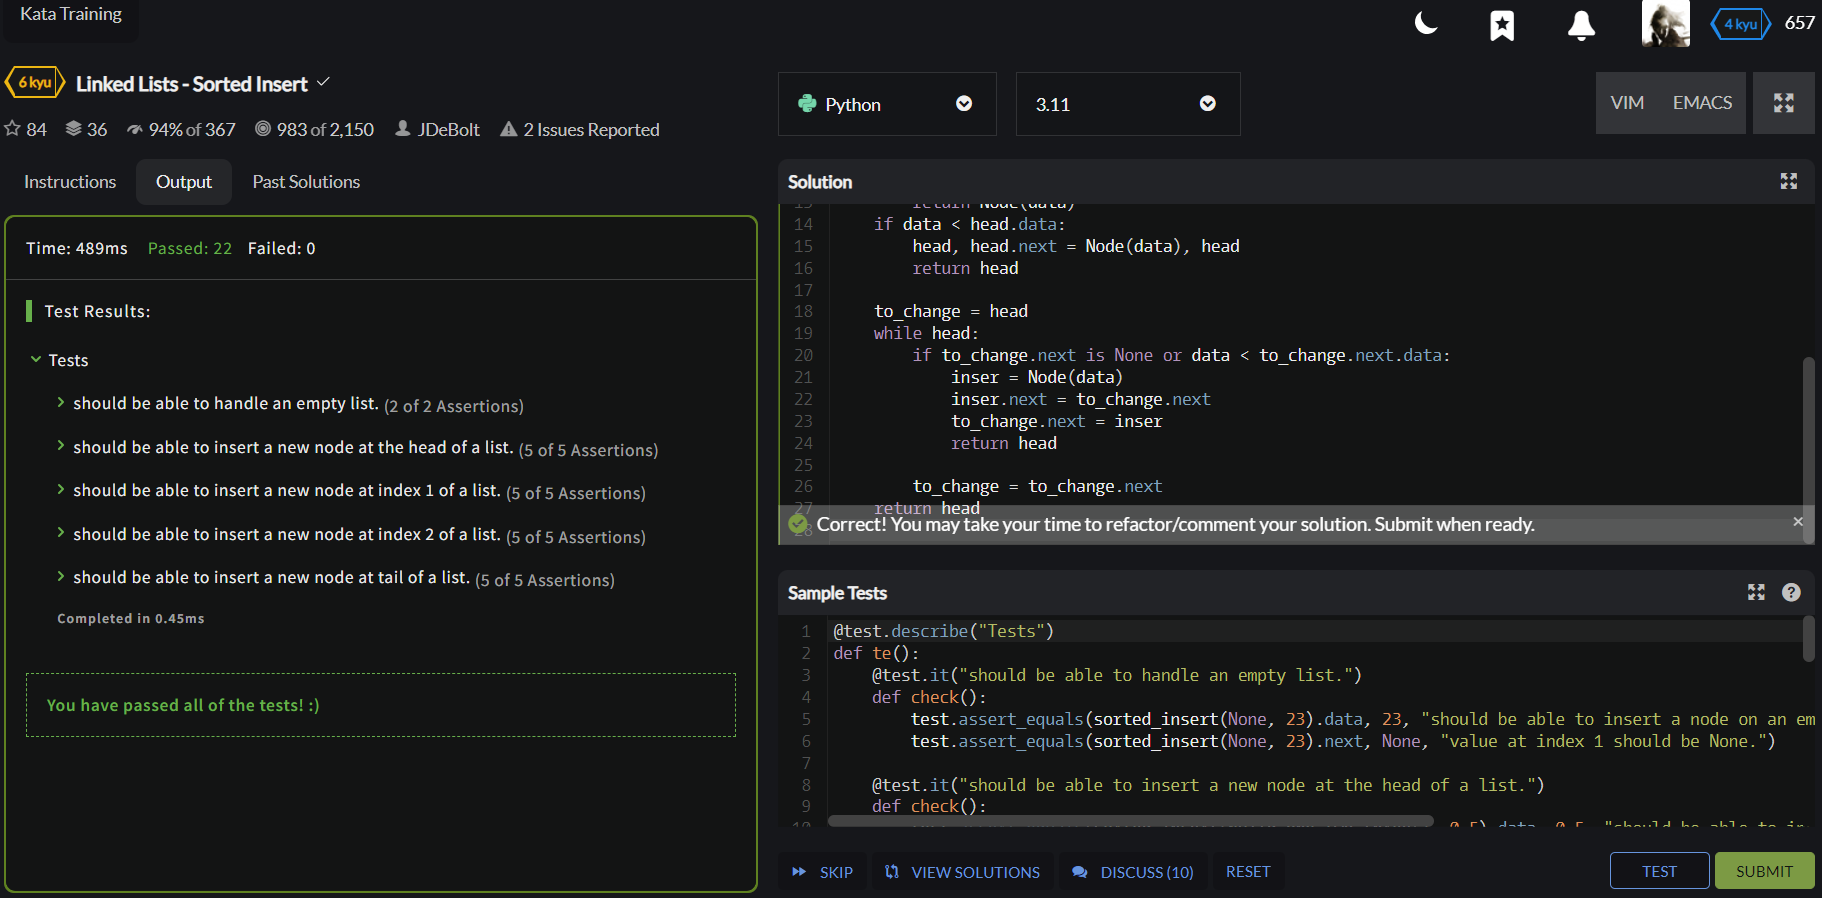 Kata Training
4 kyu 657
6 kyu Linked Lists - Sorted Insert
84 36 94% of 367 983 of 2,150 JDeBolt 2 Issues Reported
Instructions Output Past Solutions
Time: 489ms Passed: 22 Failed: 0
Test Results:
Tests
should be able to handle an empty list. (2 of 2 Assertions)
should be able to insert a new node at the head of a list. (5 of 5 Assertions)
should be able to insert a new node at index 1 of a list. (5 of 5 Assertions)
should be able to insert a new node at index 2 of a list. (5 of 5 Assertions)
should be able to insert a new node at tail of a list. (5 of 5 Assertions)
Completed in 0.45ms
You have passed all of the tests! :)
Python 3.11 VIM EMACS
Solution
13 return Node(data)
14 if data < head.data:
15 head, head.next = Node(data), head
16 return head
17
18 to_change = head
19 while head:
20 if to_change.next is None or data < to_change.next.data:
21 inser = Node(data)
22 inser.next = to_change.next
23 to_change.next = inser
24 return head
25
26 to_change = to_change.next
27 return head
28
Correct! You may take your time to refactor/comment your solution. Submit when ready. ×
Sample Tests ?
1 @test.describe("Tests")
2 def te():
3 @test.it("should be able to handle an empty list.")
4 def check():
5 test.assert_equals(sorted_insert(None, 23).data, 23, "should be able to insert a node on an em
6 test.assert_equals(sorted_insert(None, 23).next, None, "value at index 1 should be None.")
7
8 @test.it("should be able to insert a new node at the head of a list.")
9 def check():
10 0.5).data, 0.5, "should be able to in
SKIP VIEW SOLUTIONS DISCUSS (10) RESET TEST SUBMIT